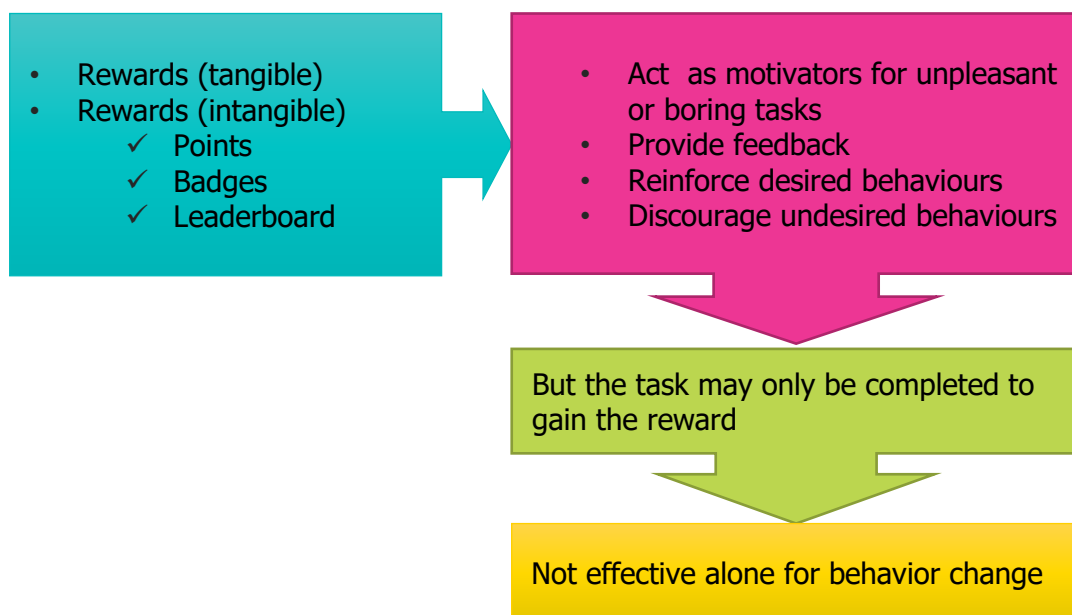 • Rewards (tangible)
• Rewards (intangible)
✓ Points
✓ Badges
✓ Leaderboard
• Act as motivators for unpleasant
or boring tasks
• Provide feedback
• Reinforce desired behaviours
• Discourage undesired behaviours
But the task may only be completed to
gain the reward
Not effective alone for behavior change